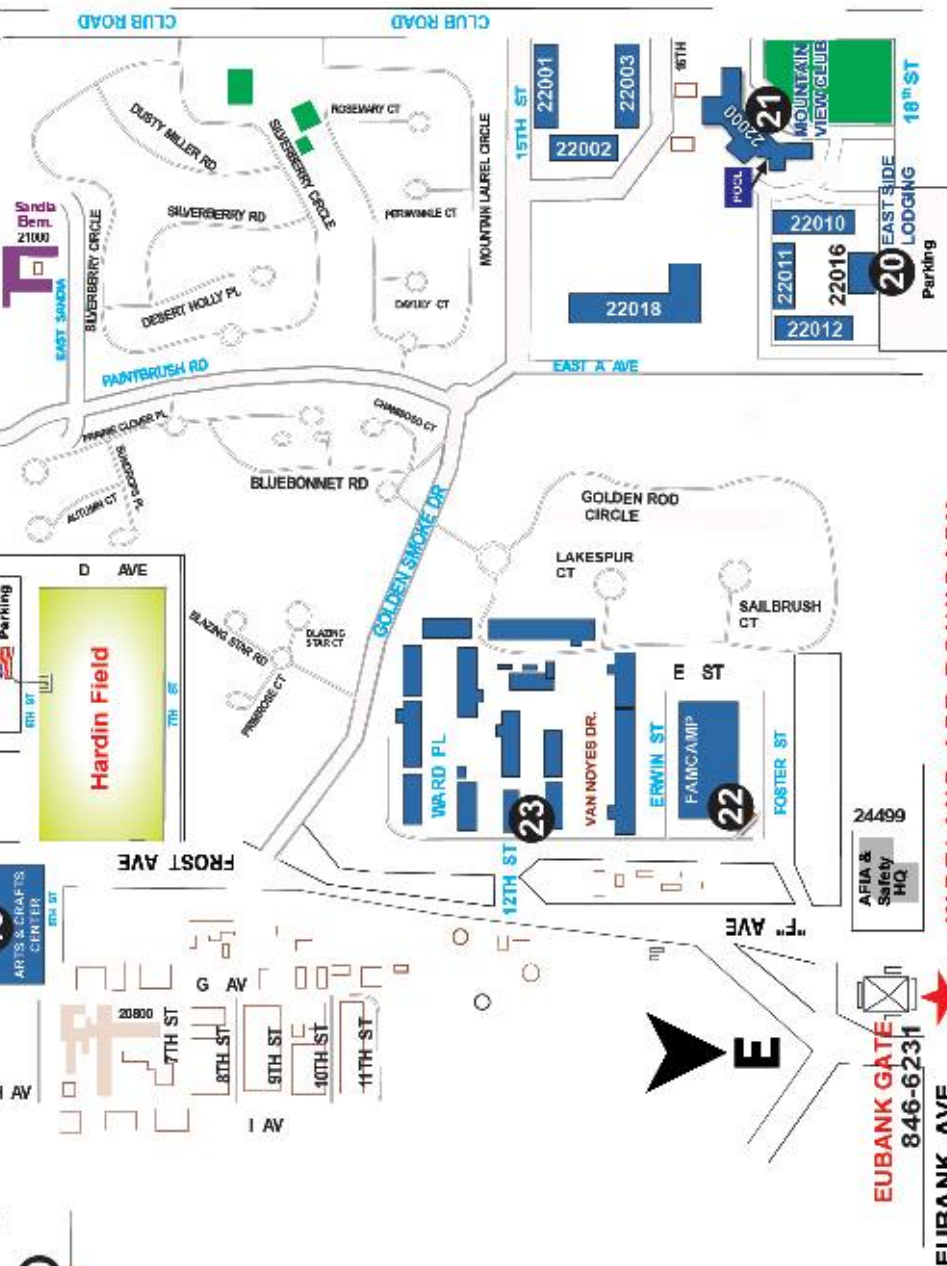 CLUB ROAD
CLUB ROAD
DUSTY MILLER RD
SILVERBERRY CIRCLE
ROSEMARY CT
15TH ST
22001
22003
16TH
22002
22000
21
MOUNTAIN
VIEW CLUB
16th ST
POOL
Sandia
Elem.
21000
SILVERBERRY CIRCLE
EAST SANDIA
SILVERBERRY RD
PERIWINKLE CT
MOUNTAIN LAUREL CIRCLE
DESERT HOLLY PL
DAYLILY CT
22018
22010
22011
22016
22012
20
EAST SIDE
LODGING
Parking
PAINTBRUSH RD
EAST A AVE
PRAIRIE CLOVER PL
SUNDROPS PL
AUTUMN CT
CHAMISOSO CT
BLUEBONNET RD
GOLDEN SMOKE DR
GOLDEN ROD
CIRCLE
LAKESPUR
CT
SAILBRUSH
CT
D AVE
Parking
6TH ST
Hardin Field
7TH ST
BLAZING STAR RD
BLAZING
STAR CT
PRIMROSE CT
WARD PL
VAN NOYES DR.
ERWIN ST
E ST
FAMCAMP
22
FOSTER ST
23
12TH ST
FROST AVE
"F" AVE
24499
AFIA &
Safety
HQ
ARTS & CRAFTS
CENTER
6TH ST
G AV
20800
7TH ST
8TH ST
9TH ST
10TH ST
11TH ST
I AV
AV
E
EUBANK GATE
846-6231
EUBANK AVE